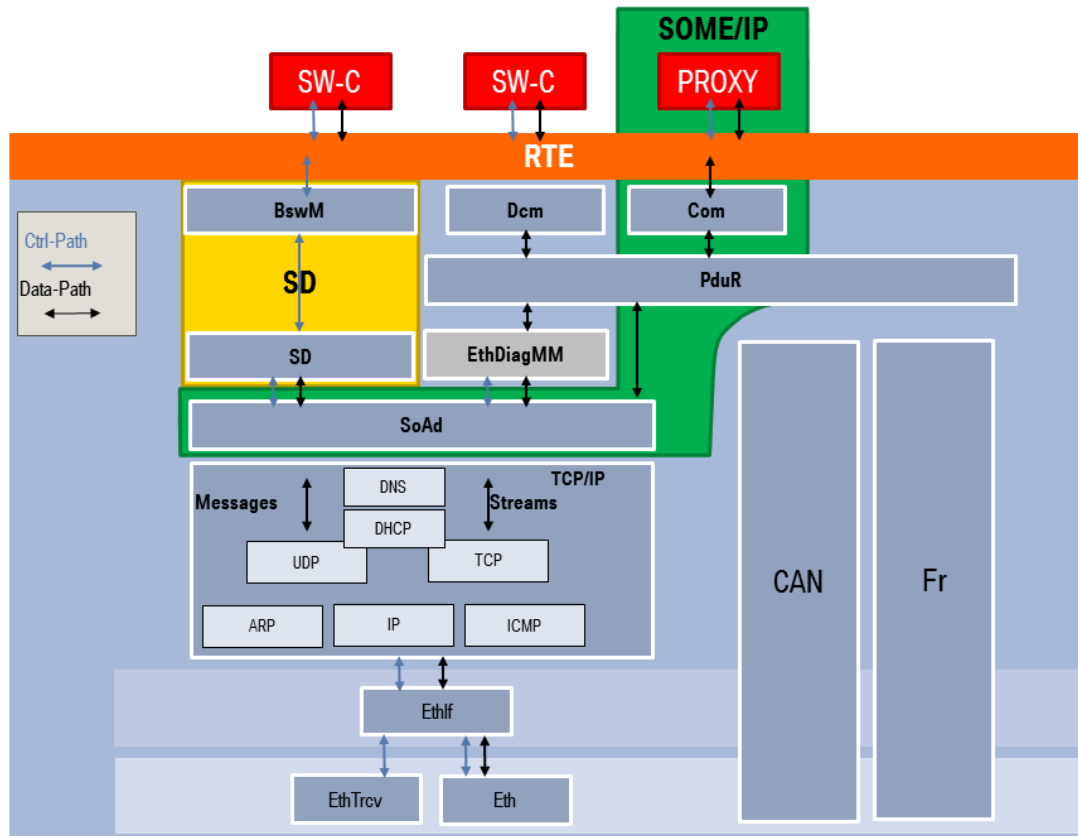 SOME/IP
SW-C
SW-C
PROXY
RTE
BswM
Dcm
Com
Ctrl-Path
Data-Path
SD
PduR
SD
EthDiagMM
SoAd
TCP/IP
Messages
DNS
Streams
DHCP
UDP
TCP
ARP
IP
ICMP
CAN
Fr
EthIf
EthTrcv
Eth